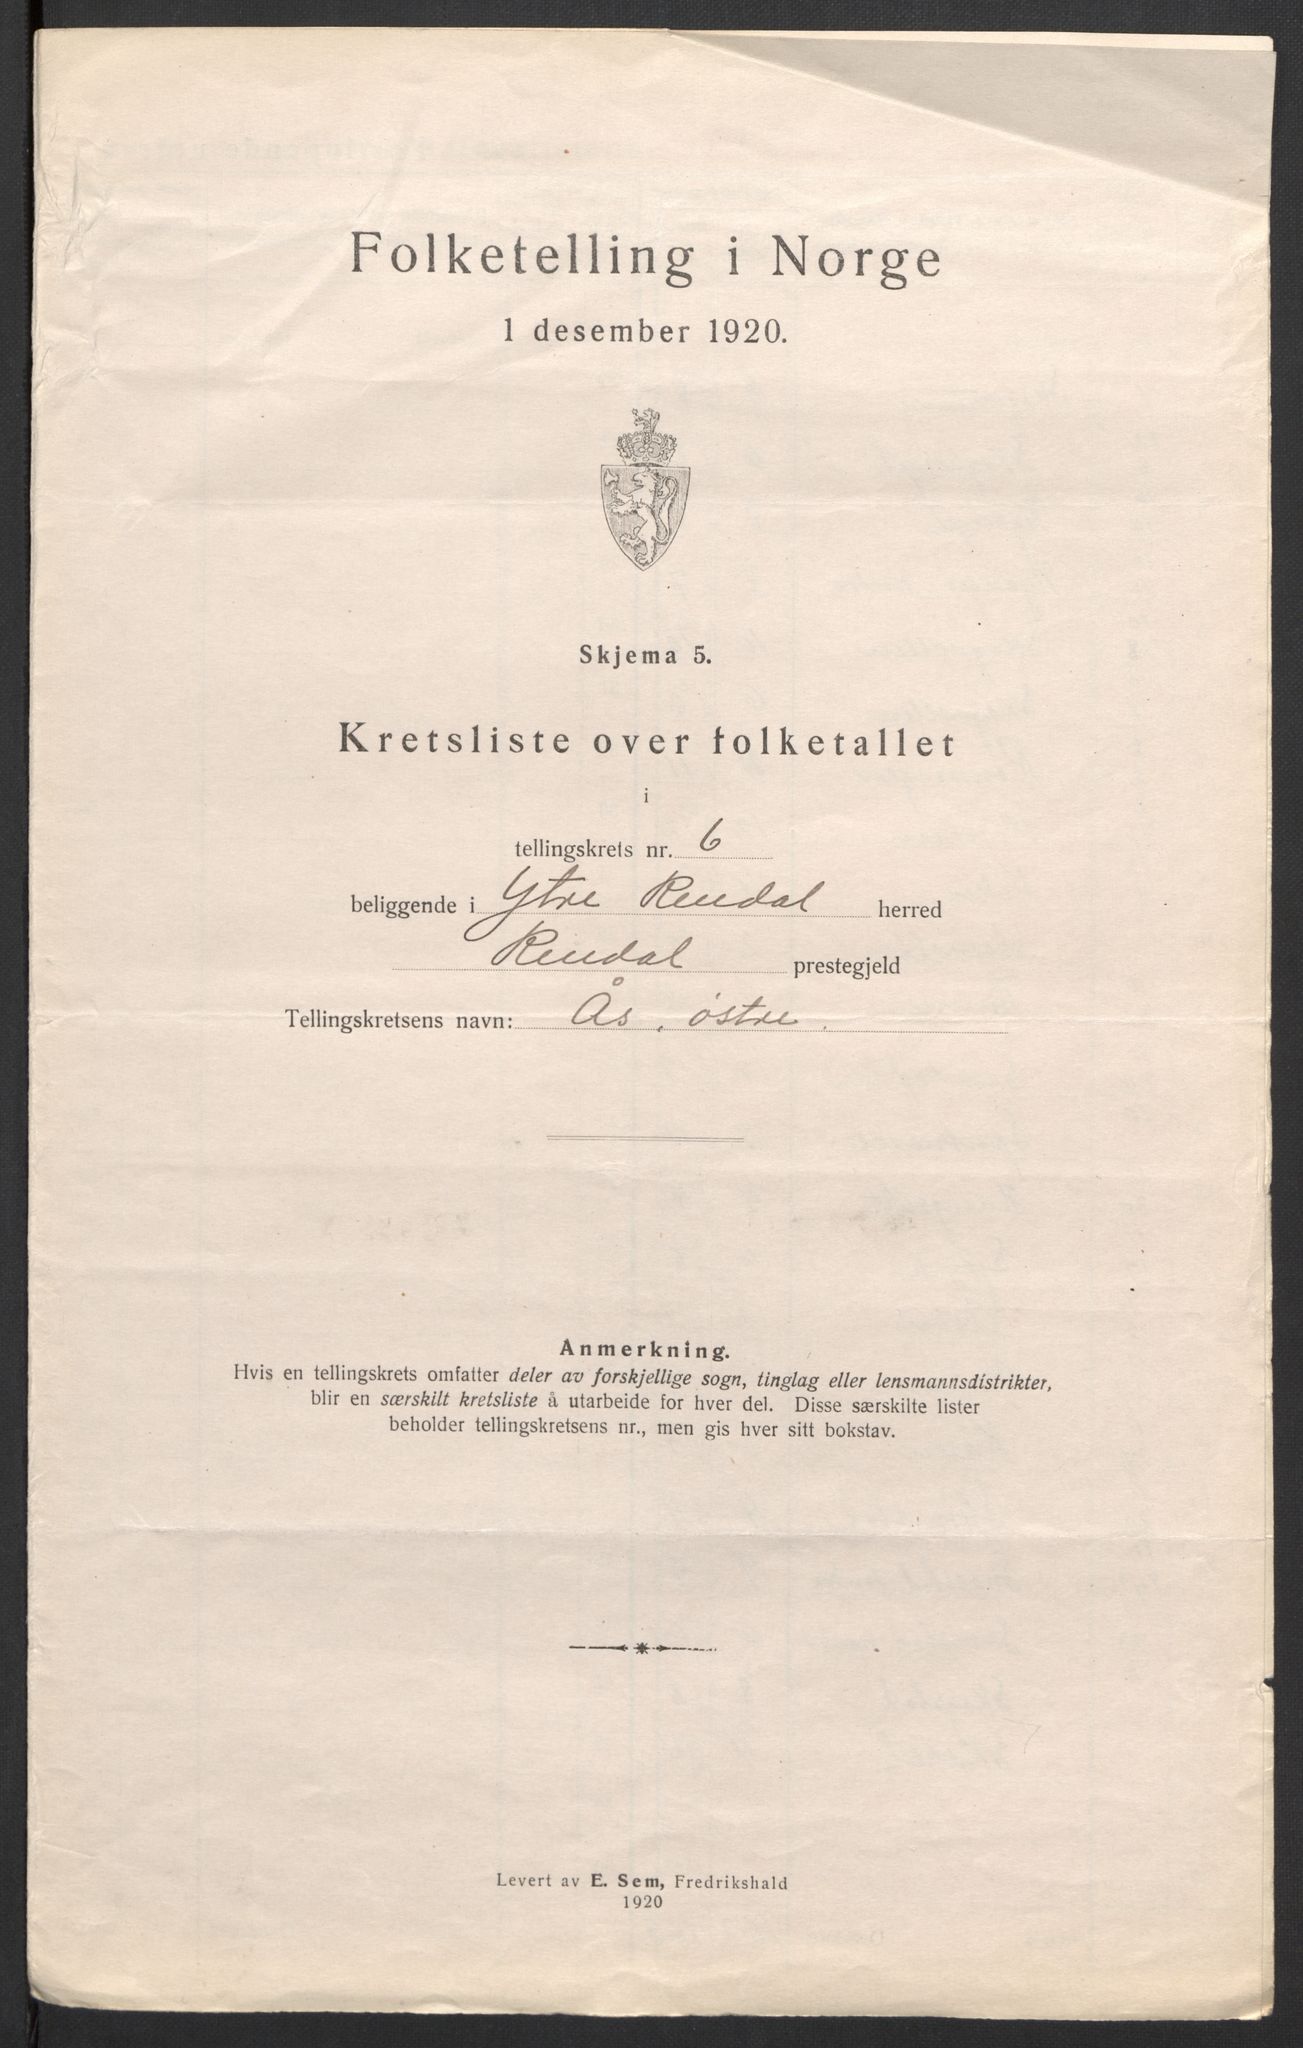 Folketelling i Norge
1 desember 1920.
Skjema 5.
Kretsliste over folketallet
i
tellingskrets nr. 6
beliggende i Ytre Rendal herred
Rendal prestegjeld
Tellingskretsens navn: Ås, østre.
Anmerkning.
Hvis en tellingskrets omfatter deler av forskjellige sogn, tinglag eller lensmannsdistrikter,
blir en særskilt kretsliste å utarbeide for hver del. Disse særskilte lister
beholder tellingskretsens nr., men gis hver sitt bokstav.
Levert av E. Sem, Fredrikshald
1920